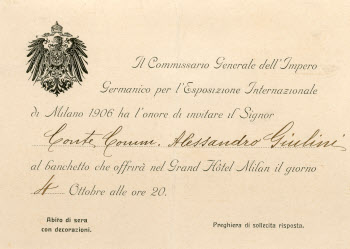 Il Commissario Generale dell'Impero
Germanico per l'Esposizione Internazionale
di Milano 1906 ha l'onore di invitare il Signor
Conte Comm. Alessandro Giulini
al banchetto che offrirà nel Grand Hôtel Milan il giorno
4 Ottobre alle ore 20.
Abito di sera
con decorazioni.
Preghiera di sollecita risposta.